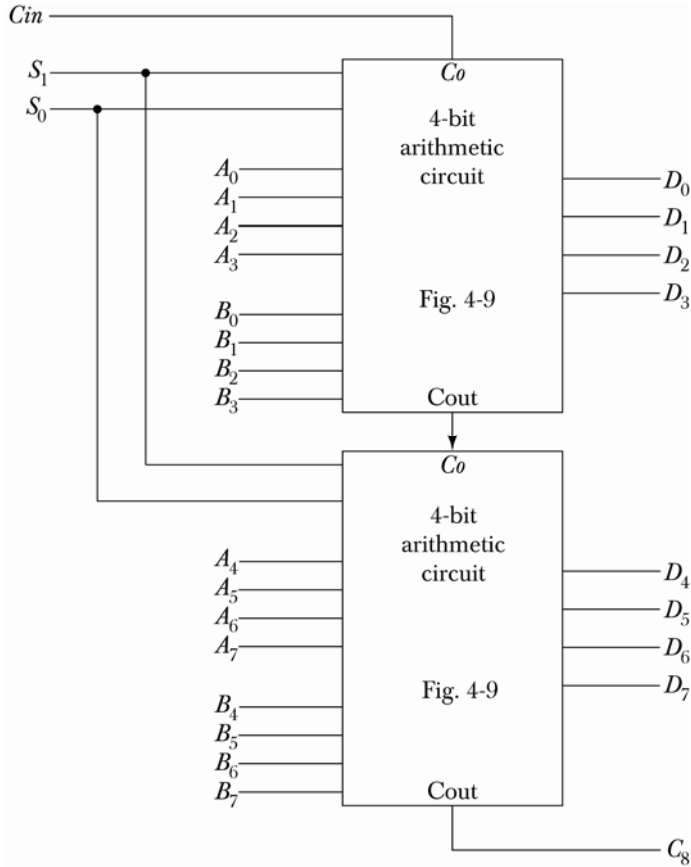 Cin
Co
S₁
S₀
4-bit
arithmetic
circuit
A₀
A₁
A₂
A₃
D₀
D₁
D₂
D₃
Fig. 4-9
B₀
B₁
B₂
B₃
Cout
Co
4-bit
arithmetic
circuit
A₄
A₅
A₆
A₇
D₄
D₅
D₆
D₇
Fig. 4-9
B₄
B₅
B₆
B₇
Cout
C₈